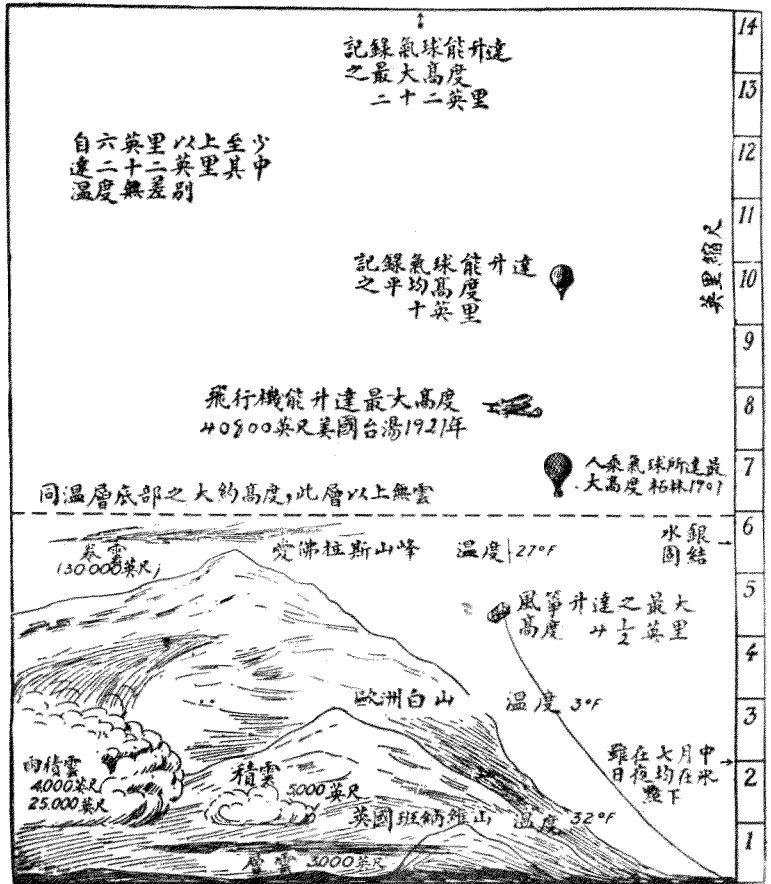 記錄氣球能升達
之最大高度
二十二英里
自六英里以上至少
達二十二英里其中
溫度無差別
記錄氣球能升達
之平均高度
十英里
飛行機能升達最大高度
40800英尺美國台湯1921年
人乘氣球所達最
大高度 柏林1901
同溫層底部之大約高度,此層以上無雲
卷雲
(30000英尺)
愛佛拉斯山峰 溫度 27°F
水銀
固結
風箏升達之最大
高度 4 1/2 英里
歐洲白山 溫度 3°F
雖在七月中
日夜均在冰
點下
雨積雲
4000英尺
25.000英尺
積雲
5000英尺
英國班納維山 溫度 32°F
層雲 3000英尺
英里縮尺
14
13
12
11
10
9
8
7
6
5
4
3
2
1